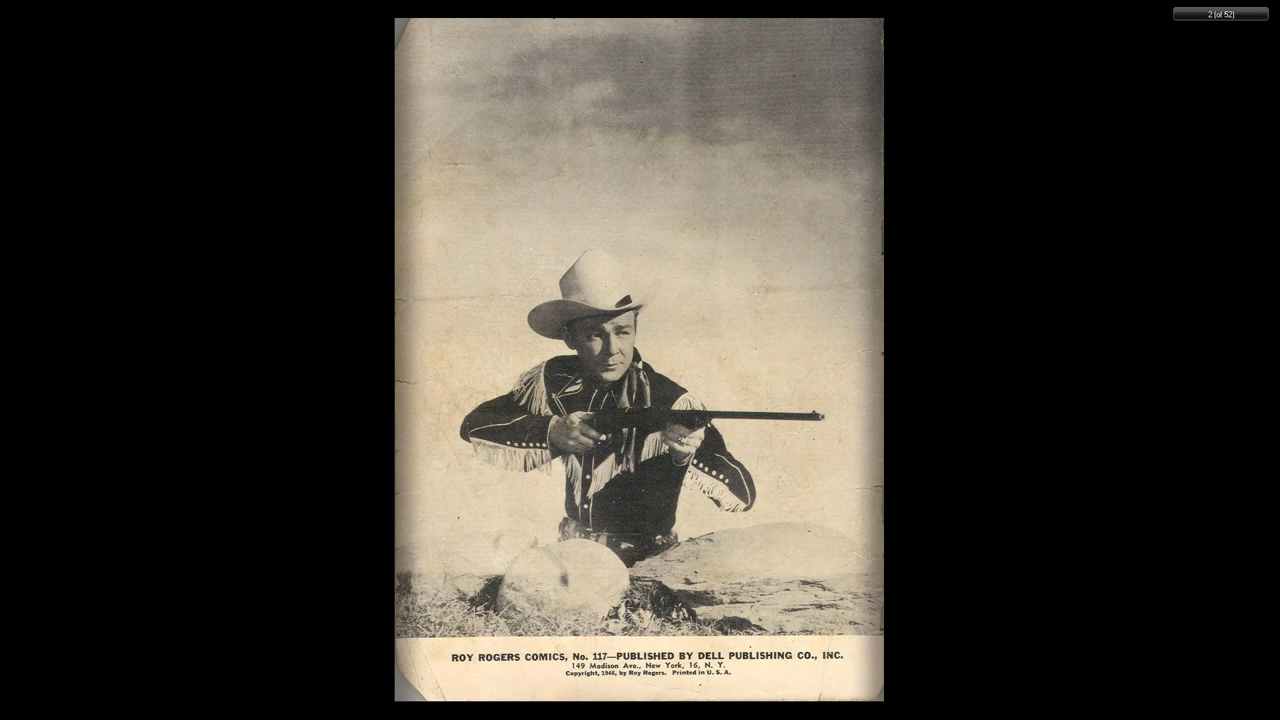 2 (of 52)
ROY ROGERS COMICS, No. 117—PUBLISHED BY DELL PUBLISHING CO., INC.
149 Madison Ave., New York, 16, N. Y.
Copyright, 1946, by Roy Rogers. Printed in U. S. A.